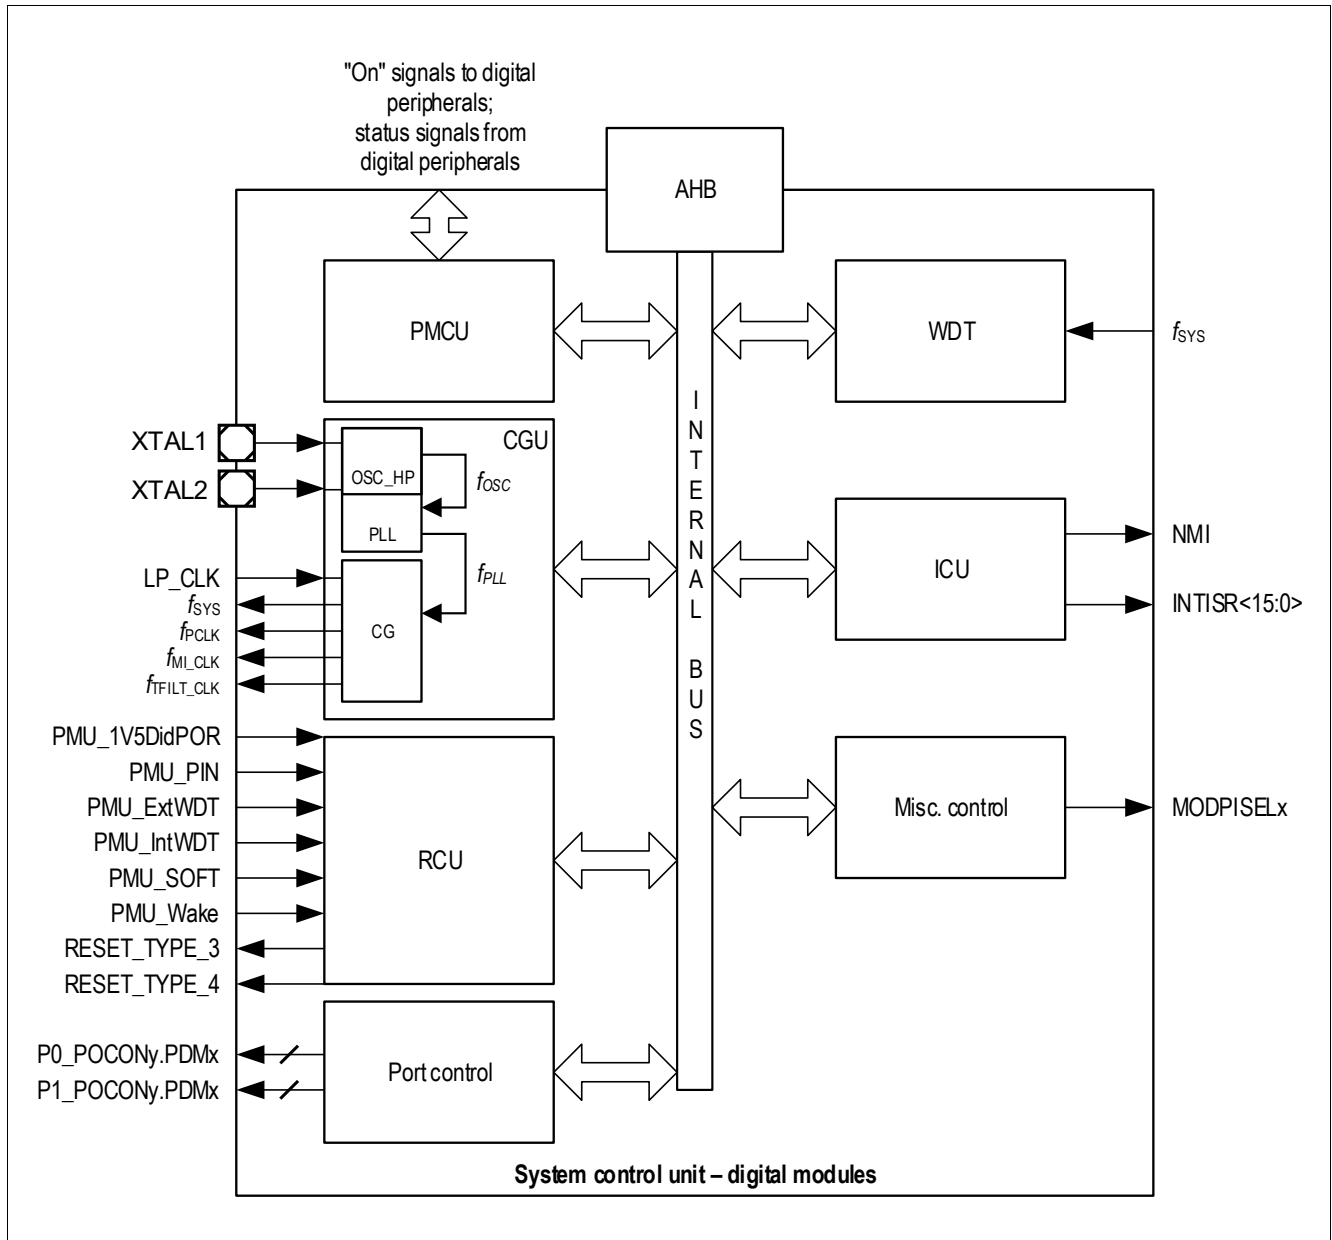 "On" signals to digital
peripherals;
status signals from
digital peripherals
AHB
PMCU
WDT
fSYS
XTAL1
XTAL2
CGU
OSC_HP
fOSC
PLL
fPLL
CG
LP_CLK
fSYS
fPCLK
fMI_CLK
fTFILT_CLK
INTERNAL BUS
ICU
NMI
INTISR<15:0>
PMU_1V5DidPOR
PMU_PIN
PMU_ExtWDT
PMU_IntWDT
PMU_SOFT
PMU_Wake
RESET_TYPE_3
RESET_TYPE_4
RCU
Misc. control
MODPISELx
P0_POCONy.PDMx
P1_POCONy.PDMx
Port control
System control unit – digital modules